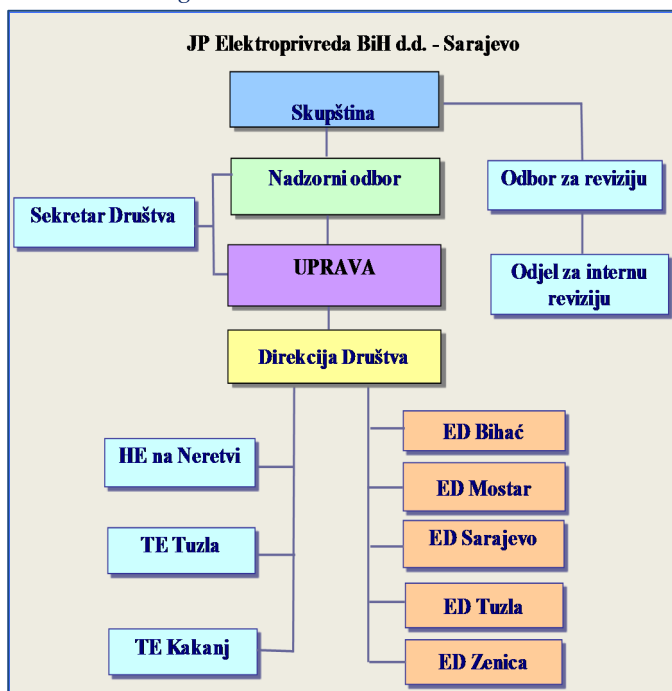 JP Elektroprivreda BiH d.d. - Sarajevo
Skupština
Nadzorni odbor
Odbor za reviziju
Sekretar Društva
UPRAVA
Odjel za internu
reviziju
Direkcija Društva
HE na Neretvi
TE Tuzla
TE Kakanj
ED Bihać
ED Mostar
ED Sarajevo
ED Tuzla
ED Zenica